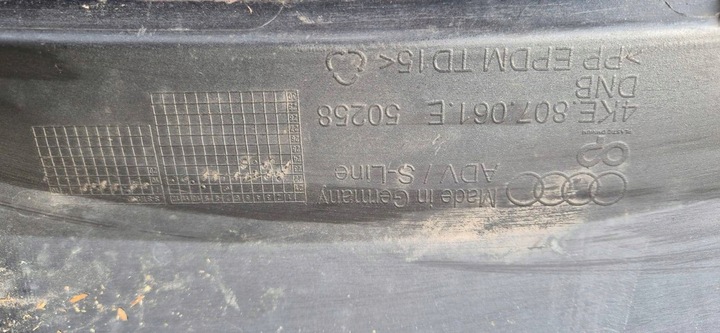 Made in Germany
ADV / S-Line
4KE.807.061.E 50258
DNB
>PP EPDM TD15<